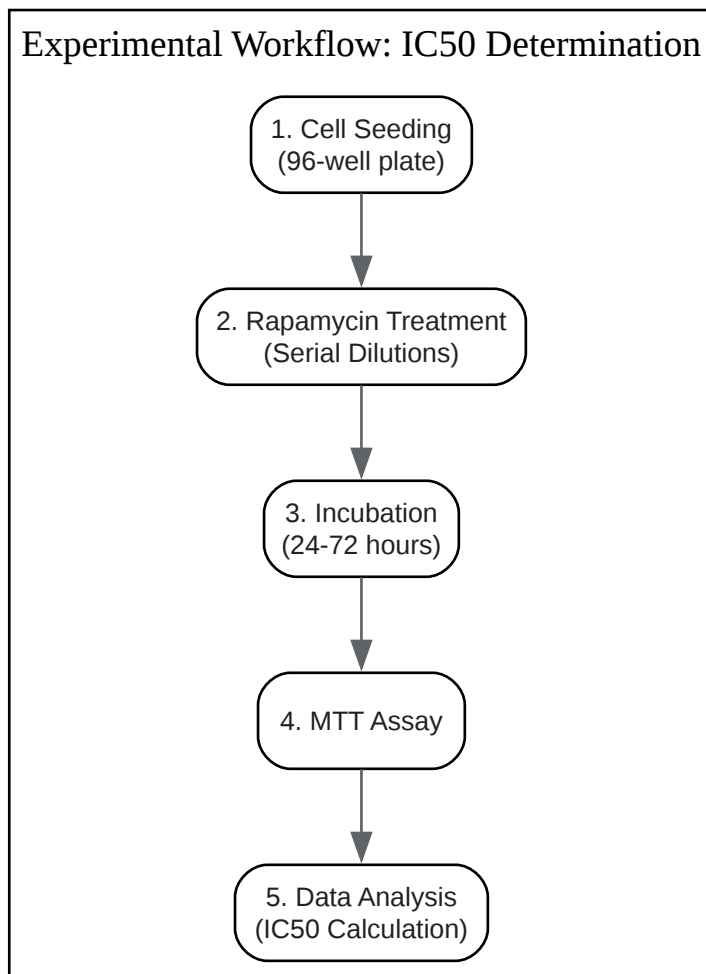 Experimental Workflow: IC50 Determination
1. Cell Seeding
(96-well plate)
2. Rapamycin Treatment
(Serial Dilutions)
3. Incubation
(24-72 hours)
4. MTT Assay
5. Data Analysis
(IC50 Calculation)